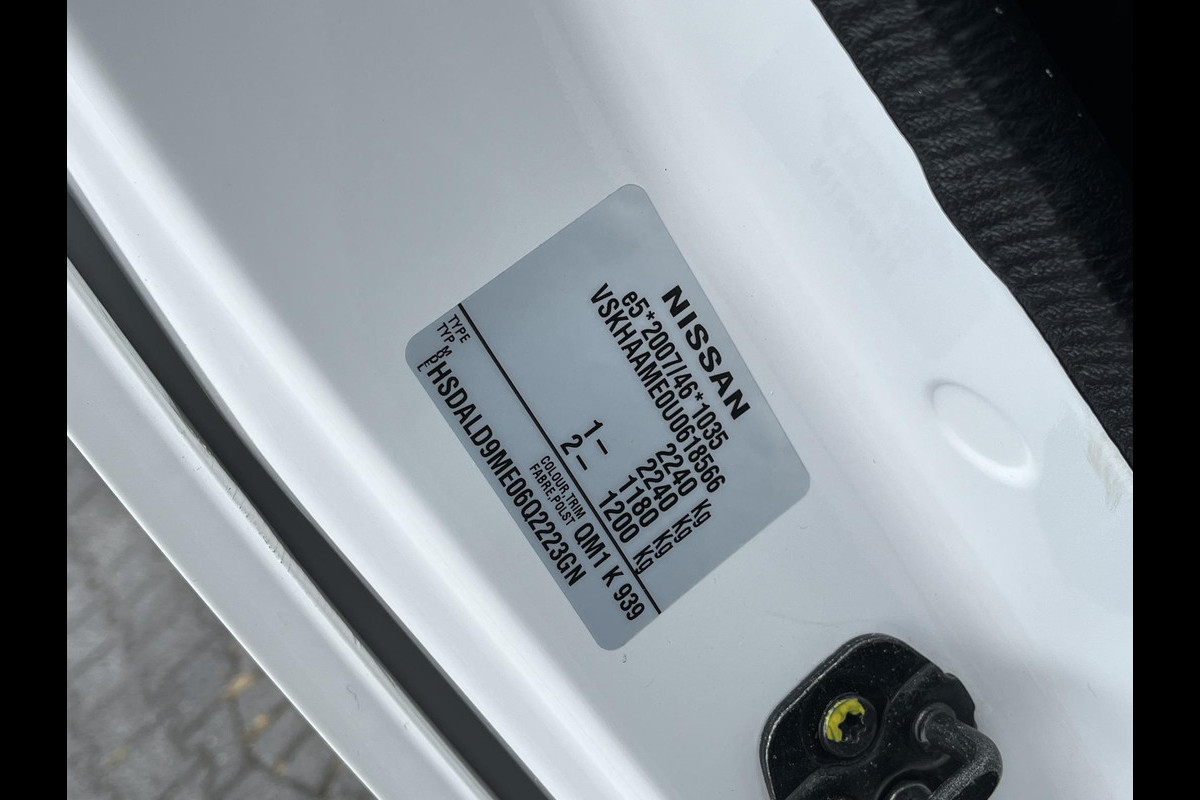 NISSAN
e5*2007/46*1035
VSKHAAME0U0618566
2240 Kg
2240 Kg
1– 1180 Kg
2– 1200 Kg
TYPE
TYP
COLOUR,TRIM
FABRE,POLST
QM1 K 939
HSDALD9ME06Q2223GN